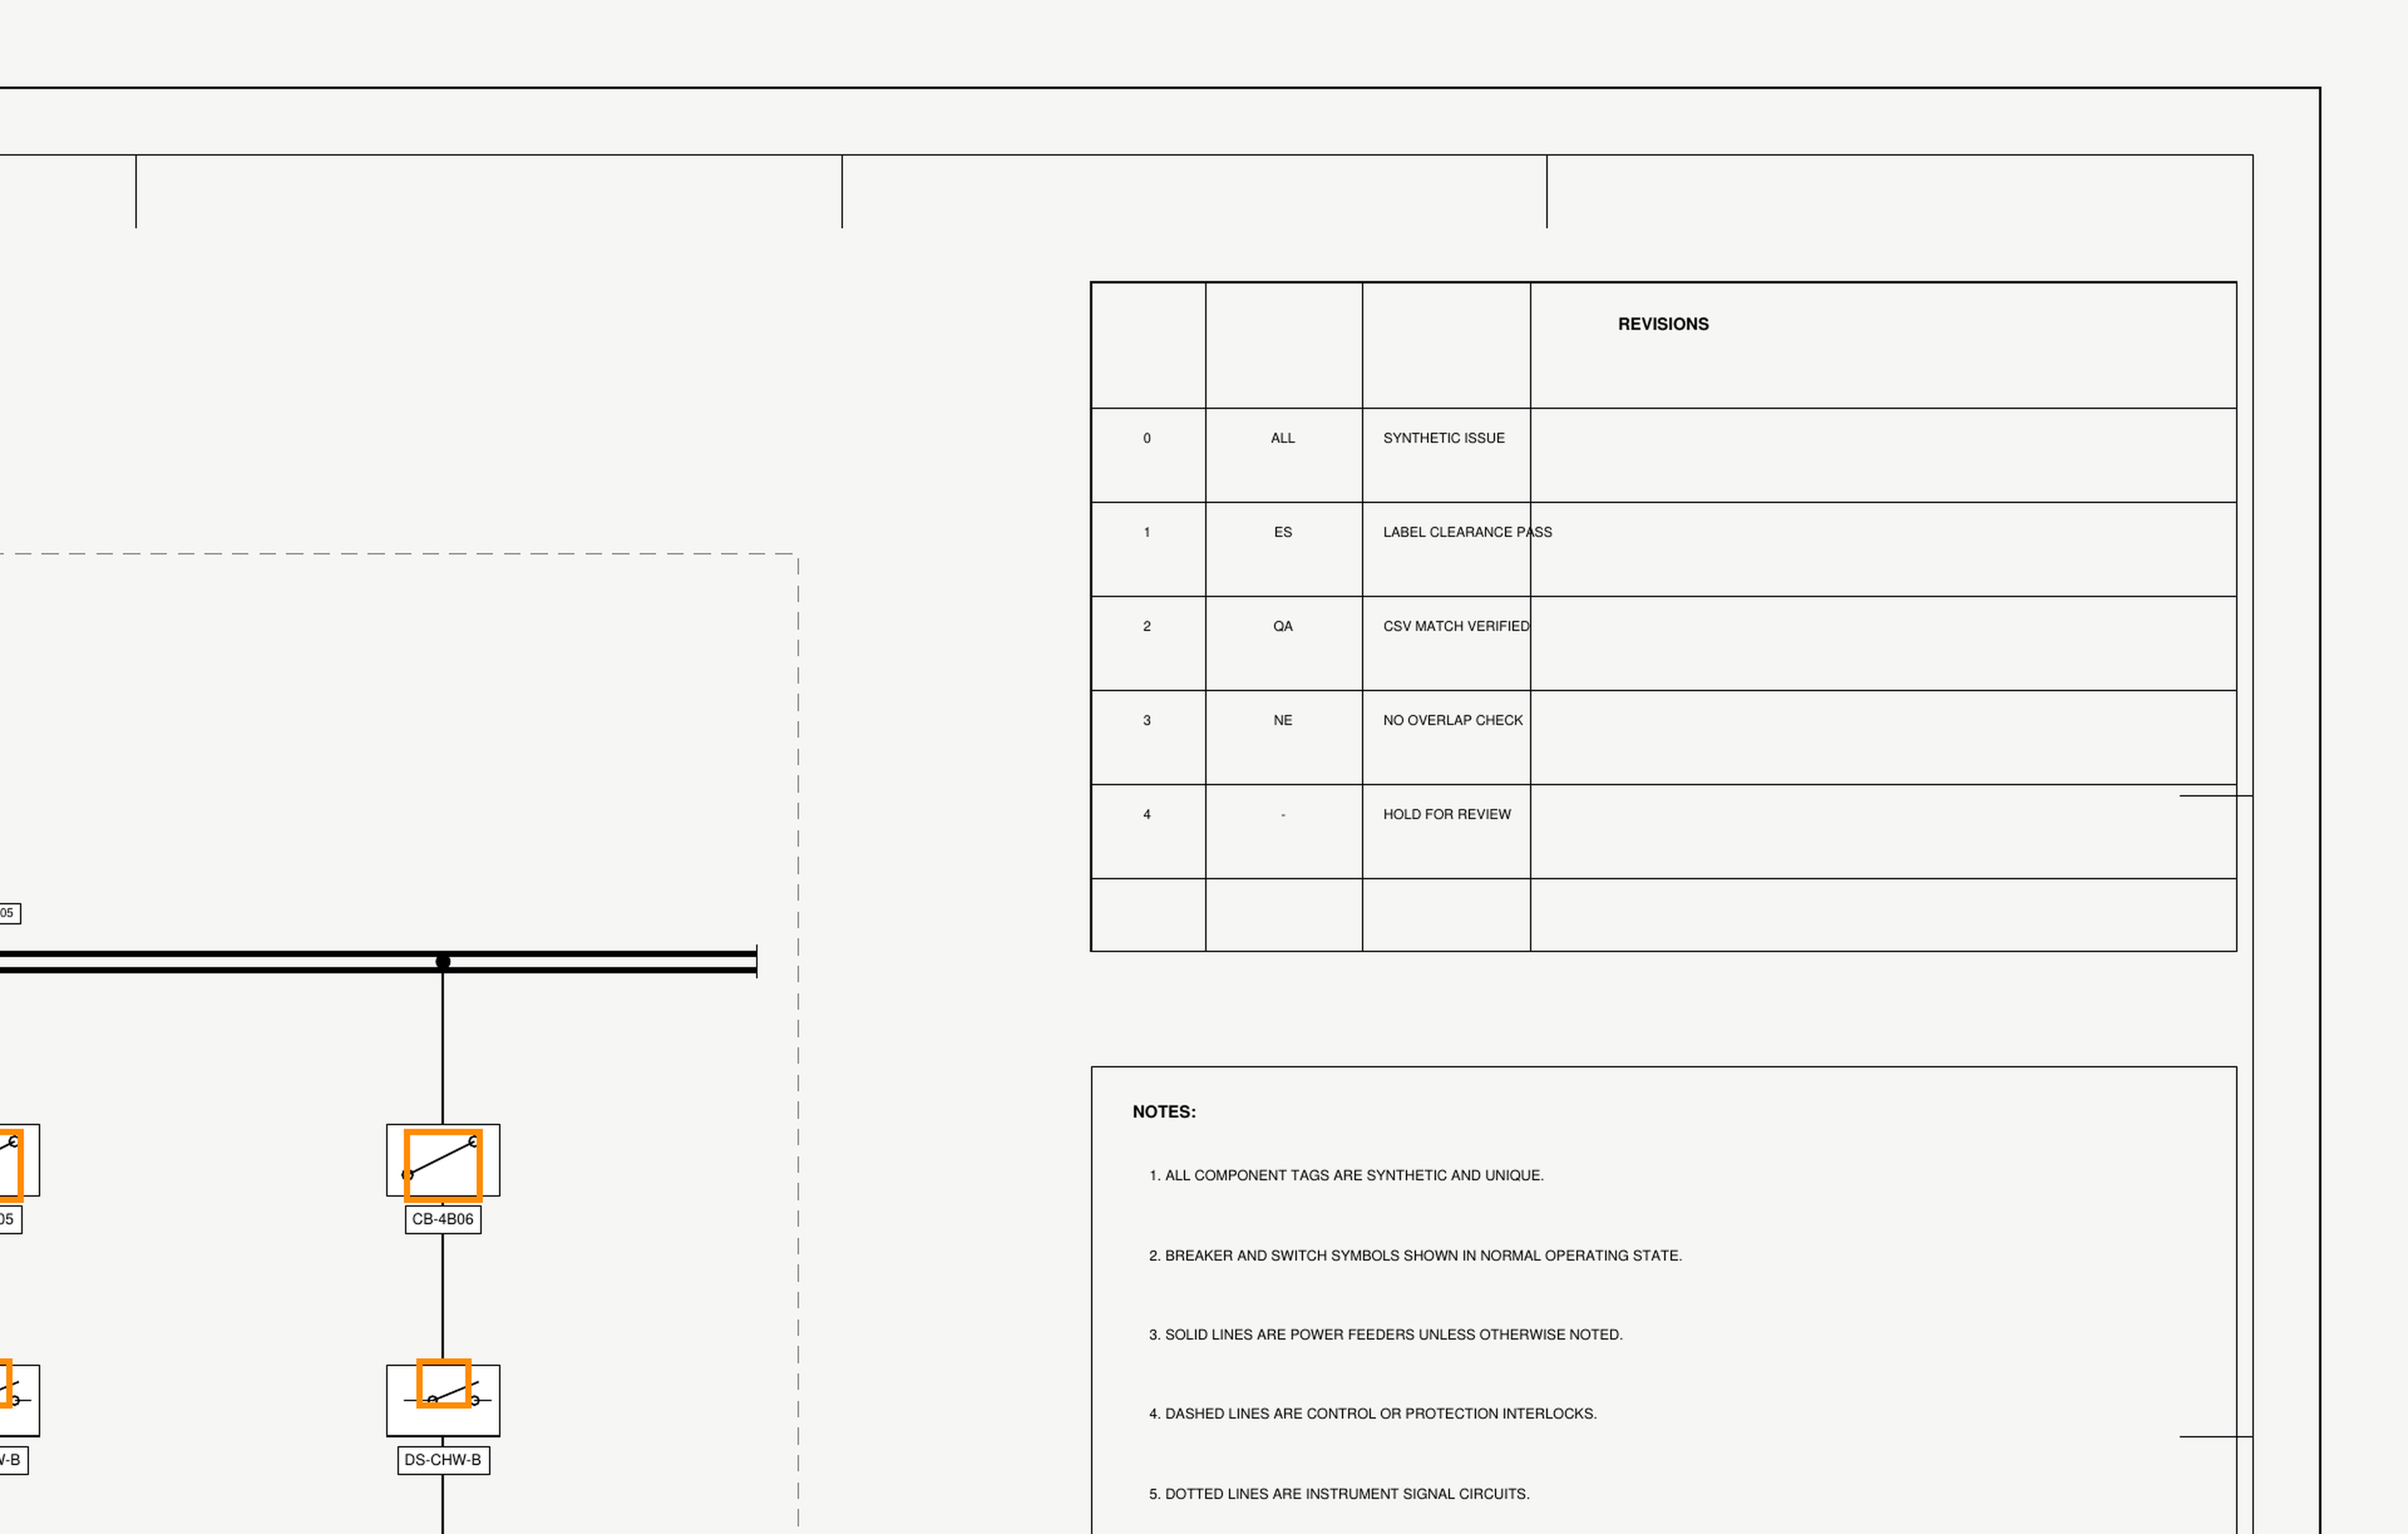 REVISIONS
0 ALL SYNTHETIC ISSUE
1 ES LABEL CLEARANCE PASS
2 QA CSV MATCH VERIFIED
3 NE NO OVERLAP CHECK
4 - HOLD FOR REVIEW
05
05
CB-4B06
-B
DS-CHW-B
NOTES:
1. ALL COMPONENT TAGS ARE SYNTHETIC AND UNIQUE.
2. BREAKER AND SWITCH SYMBOLS SHOWN IN NORMAL OPERATING STATE.
3. SOLID LINES ARE POWER FEEDERS UNLESS OTHERWISE NOTED.
4. DASHED LINES ARE CONTROL OR PROTECTION INTERLOCKS.
5. DOTTED LINES ARE INSTRUMENT SIGNAL CIRCUITS.